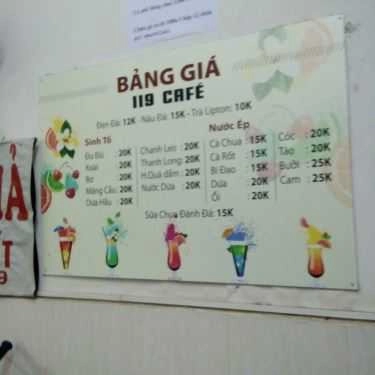 BẢNG GIÁ
119 CAFÉ
Đen Đá: 12K - Nâu Đá: 15K - Trà Lipton: 10K
Sinh Tố
Đu Đủ : 20K
Xoài : 20K
Bơ : 20K
Mãng Cầu : 20K
Dưa Hấu : 20K
Chanh Leo : 20K
Thanh Long : 20K
H.Quả dầm : 20K
Nước Dừa : 20K
Nước Ép
Cà Chua : 15K
Cà Rốt : 15K
Bí Đao : 15K
Dứa : 20K
Ổi : 20K
Cóc : 20K
Táo : 20K
Bưởi : 25K
Cam : 25K
Sữa Chua Đánh Đá: 15K